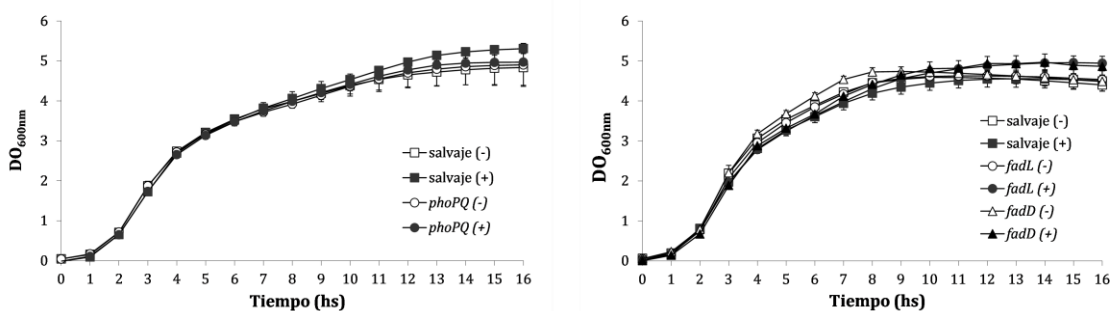 DO600nm
6
5
4
3
2
1
0
0 1 2 3 4 5 6 7 8 9 10 11 12 13 14 15 16
Tiempo (hs)
salvaje (-)
salvaje (+)
phoPQ (-)
phoPQ (+)
DO600nm
6
5
4
3
2
1
0
0 1 2 3 4 5 6 7 8 9 10 11 12 13 14 15 16
Tiempo (hs)
salvaje (-)
salvaje (+)
fadL (-)
fadL (+)
fadD (-)
fadD (+)